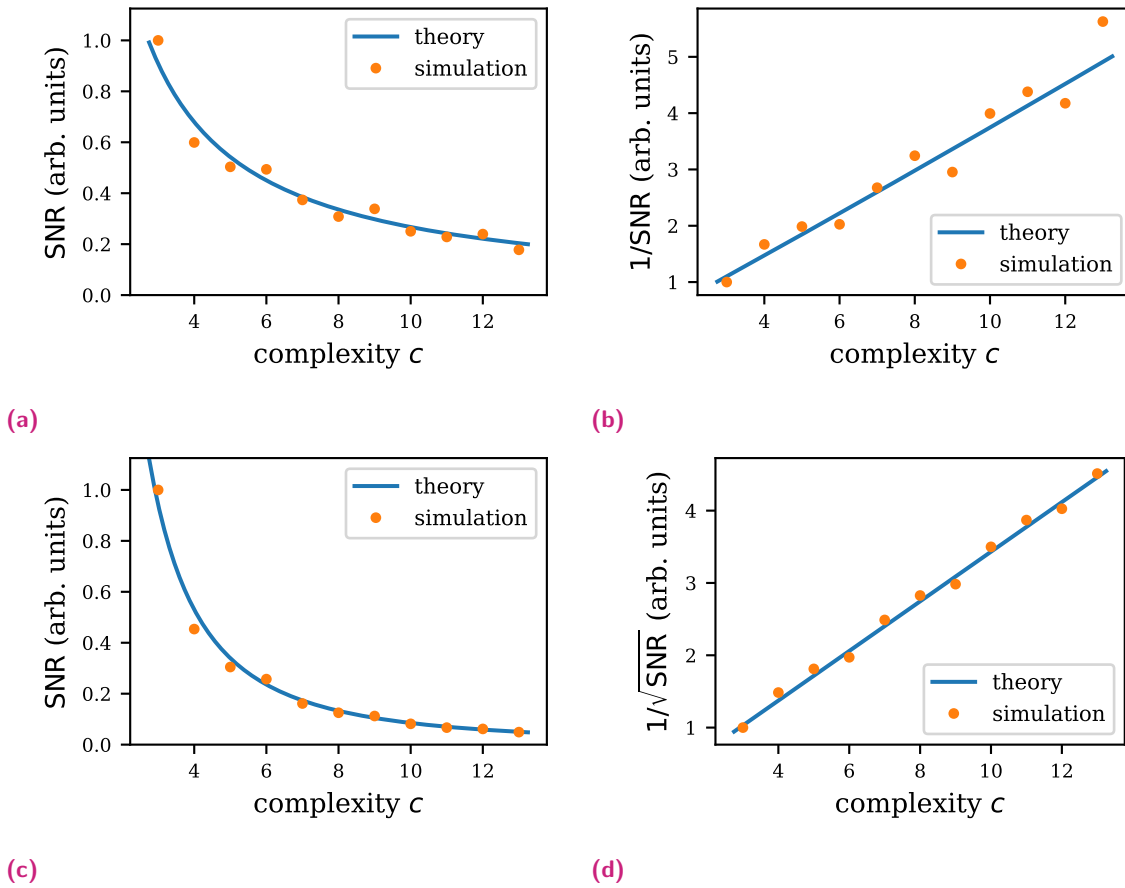 1.0
0.8
0.6
0.4
0.2
0.0
SNR (arb. units)
theory
simulation
4 6 8 10 12
complexity c
(a)
5
4
3
2
1
1/SNR (arb. units)
theory
simulation
4 6 8 10 12
complexity c
(b)
1.0
0.8
0.6
0.4
0.2
0.0
SNR (arb. units)
theory
simulation
4 6 8 10 12
complexity c
(c)
4
3
2
1
1/√SNR (arb. units)
theory
simulation
4 6 8 10 12
complexity c
(d)